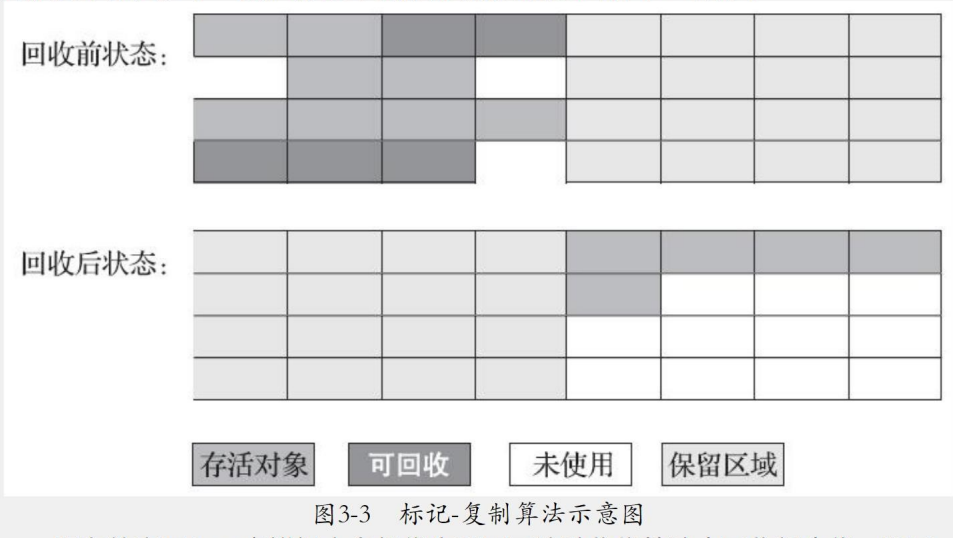 回收前状态:
回收后状态:
存活对象 可回收 未使用 保留区域
图3-3 标记-复制算法示意图